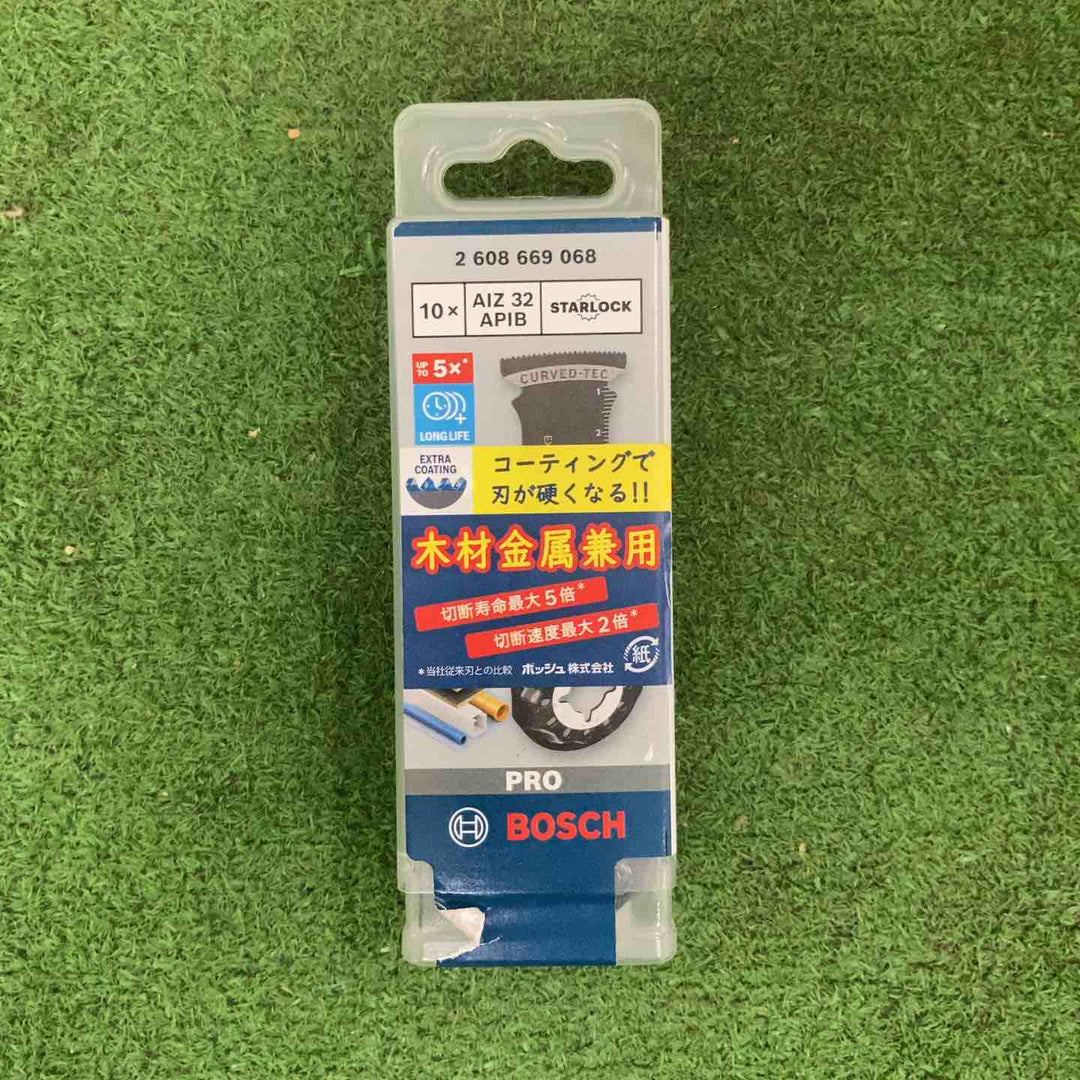 2 608 669 068
10×
AIZ 32
APIB
STARLOCK
UP TO 5×*
CURVED-TEC
1
2
LONG LIFE
EXTRA
COATING
コーティングで
刃が硬くなる!!
木材金属兼用
切断寿命最大5倍*
切断速度最大2倍*
*当社従来刃との比較 ボッシュ株式会社
紙
PRO
BOSCH